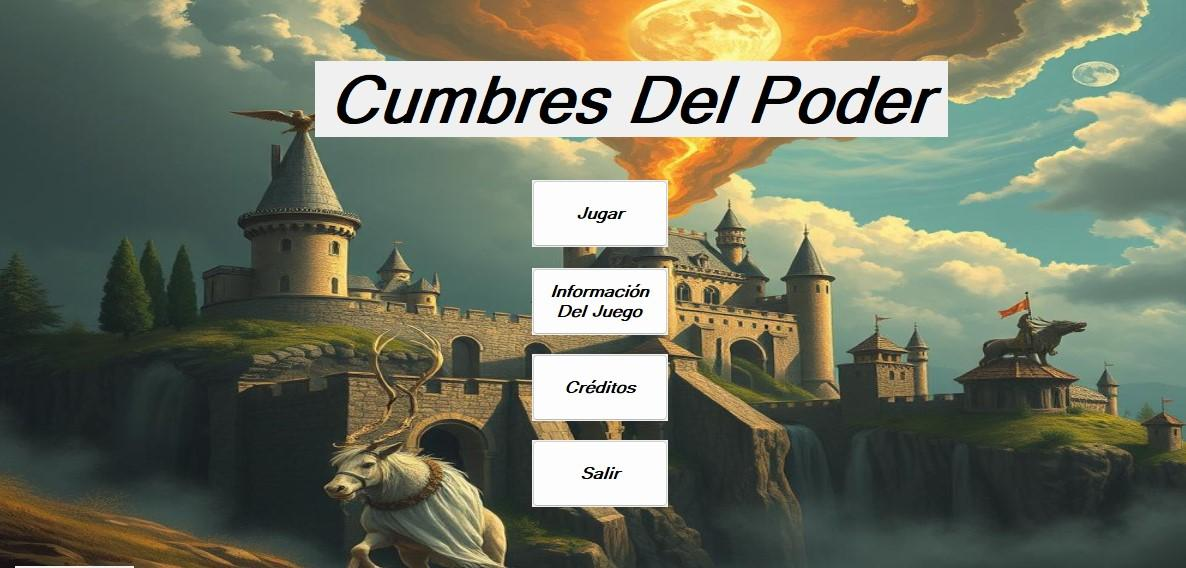 Cumbres Del Poder
Jugar
Información
Del Juego
Créditos
Salir